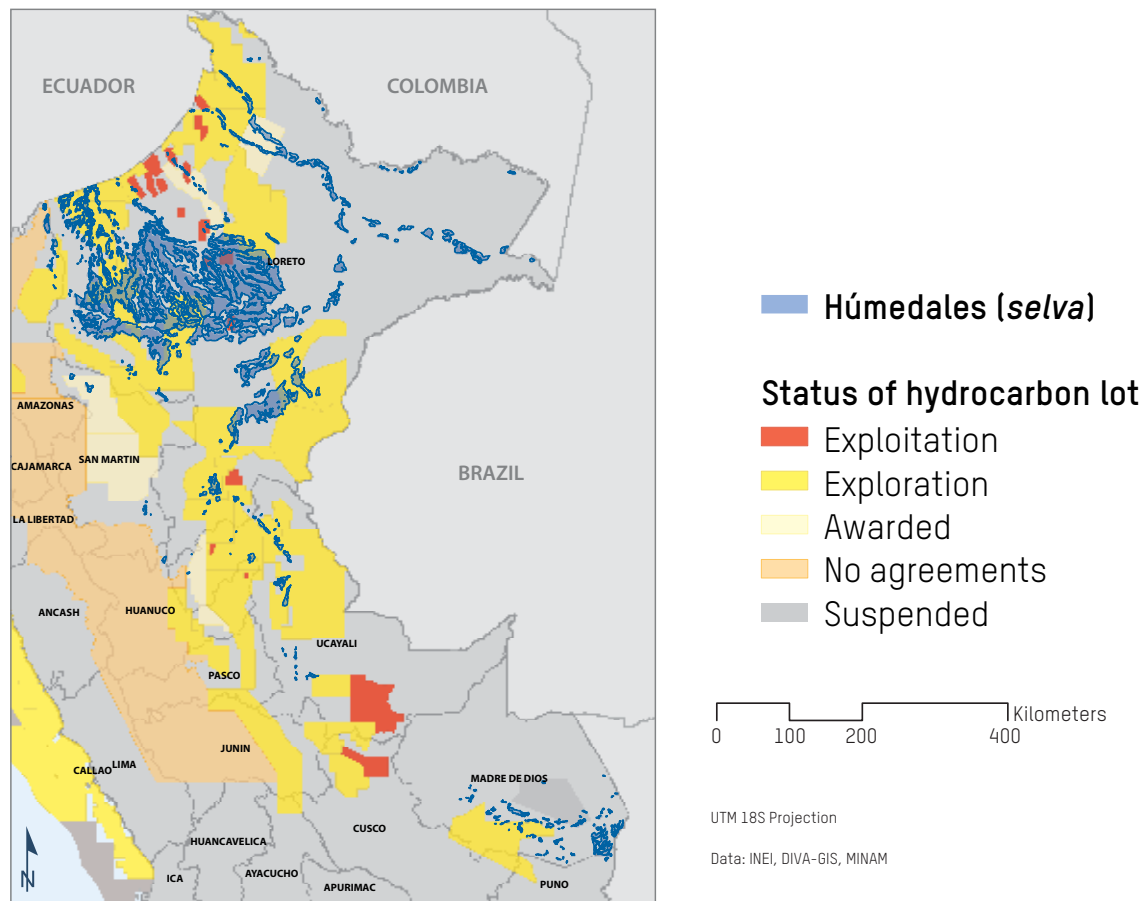 ECUADOR
COLOMBIA
LORETO
AMAZONAS
SAN MARTIN
CAJAMARCA
BRAZIL
LA LIBERTAD
ANCASH
HUANUCO
UCAYALI
PASCO
JUNIN
CALLAO
LIMA
MADRE DE DIOS
CUSCO
HUANCAVELICA
ICA
AYACUCHO
APURIMAC
PUNO
N
Húmedales (selva)
Status of hydrocarbon lot
Exploitation
Exploration
Awarded
No agreements
Suspended
Kilometers
0 100 200 400
UTM 18S Projection
Data: INEI, DIVA-GIS, MINAM